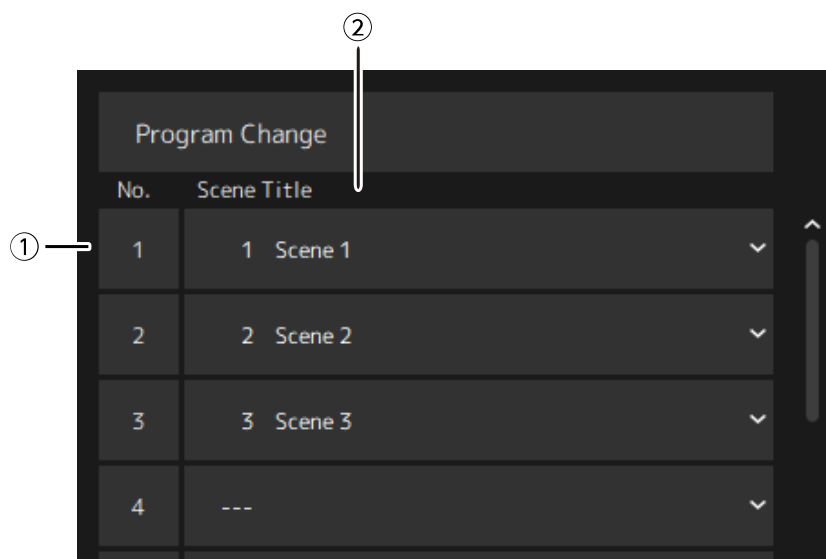 ②
Program Change
No. Scene Title
①
1 1 Scene 1
2 2 Scene 2
3 3 Scene 3
4 ---